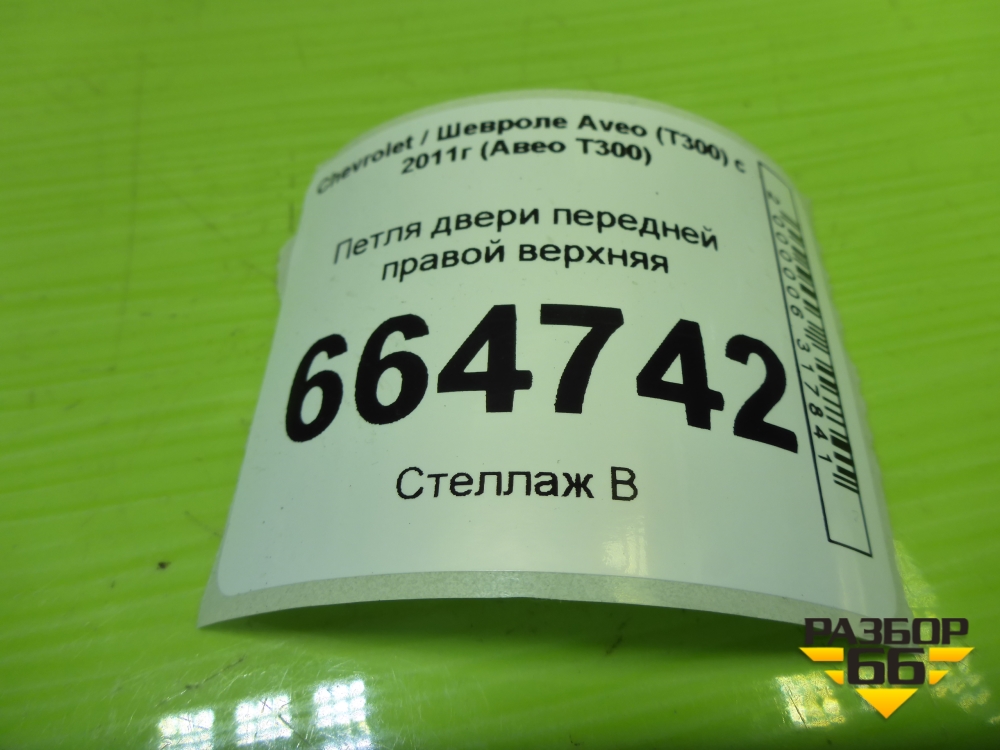 Chevrolet / Шевроле Aveo (T300) с
2011г (Авео Т300)
Петля двери передней
правой верхняя
664742
Стеллаж В
2000006317841
РАЗБОР
66